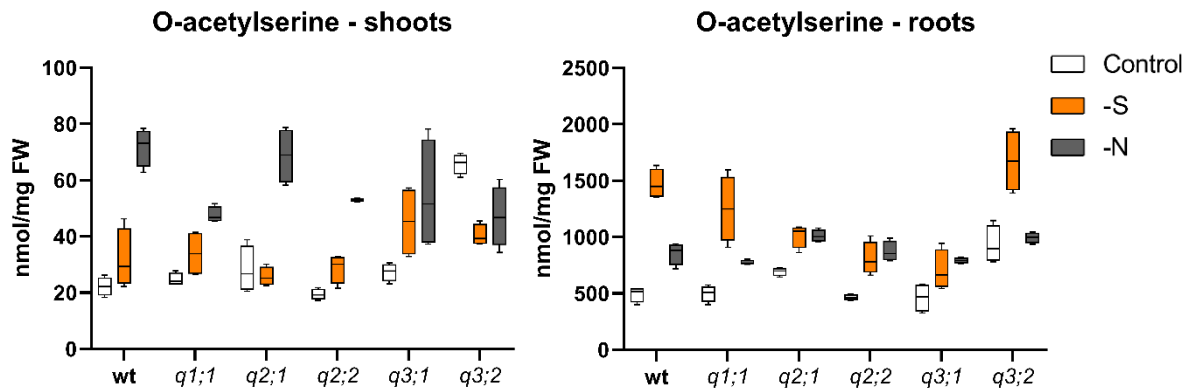 O-acetylserine - shoots
nmol/mg FW
100
80
60
40
20
0
wt q1;1 q2;1 q2;2 q3;1 q3;2
O-acetylserine - roots
nmol/mg FW
2500
2000
1500
1000
500
0
wt q1;1 q2;1 q2;2 q3;1 q3;2
Control
-S
-N